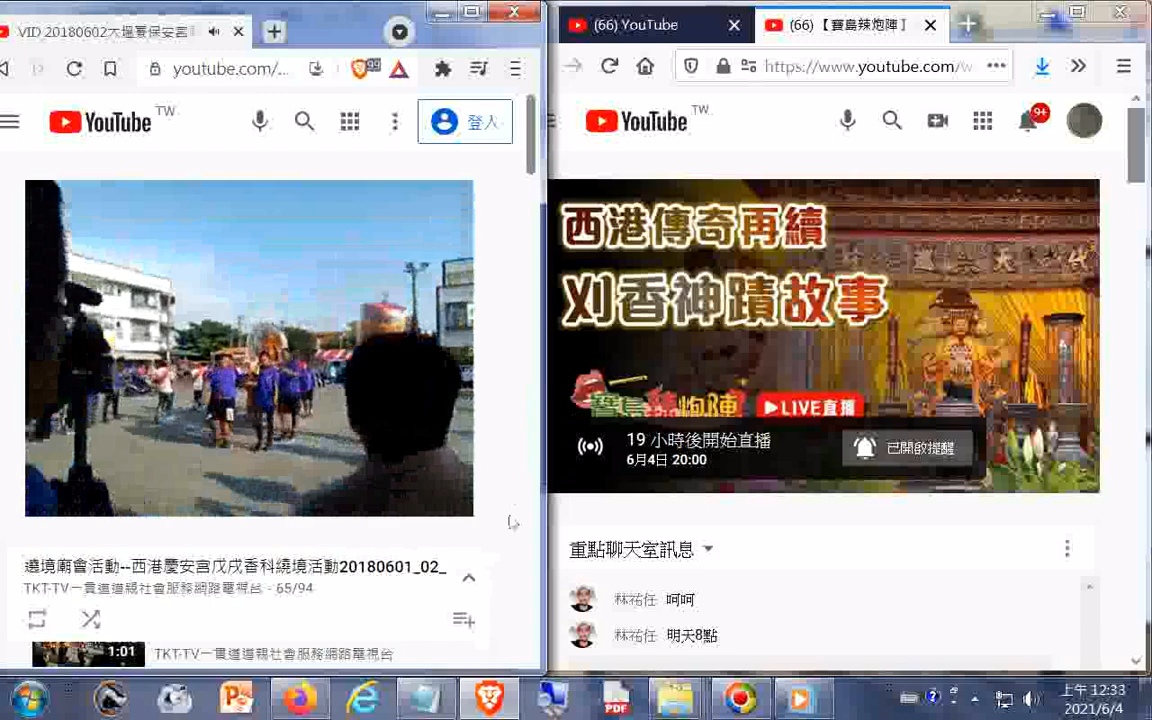 VID 20180602大塭寮保安宮
youtube.com/...
99
YouTube TW
登入
遶境廟會活動--西港慶安宮戊戌香科繞境活動20180601_02_
TKT-TV一貫道道親社會服務網路電視台 - 65/94
1:01
TKT-TV一貫道道親社會服務網路電視台
(66) YouTube
(66) 【寶島辣炮陣】
https://www.youtube.com/w
YouTube TW
9+
西港傳奇再續
刈香神蹟故事
寶島辣炮陣
LIVE直播
19 小時後開始直播
6月4日 20:00
已開啟提醒
重點聊天室訊息
林祐任 呵呵
林祐任 明天8點
PDF
上午 12:33
2021/6/4